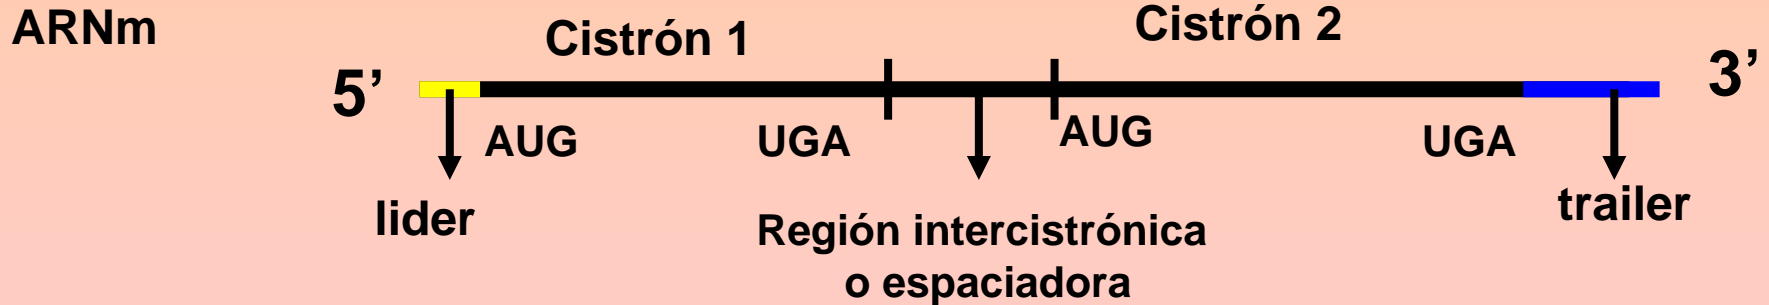 ARNm
Cistrón 1
Cistrón 2
5’
3’
AUG
UGA
AUG
UGA
lider
Región intercistrónica
o espaciadora
trailer